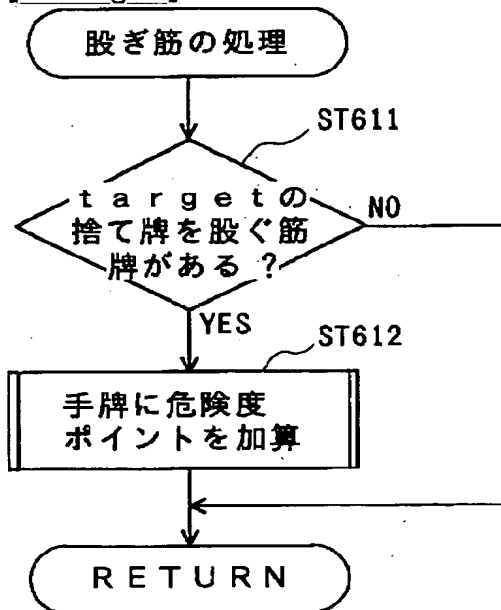 股ぎ筋の処理
ST611
targetの
捨て牌を股ぐ筋
牌がある？
NO
YES
ST612
手牌に危険度
ポイントを加算
RETURN